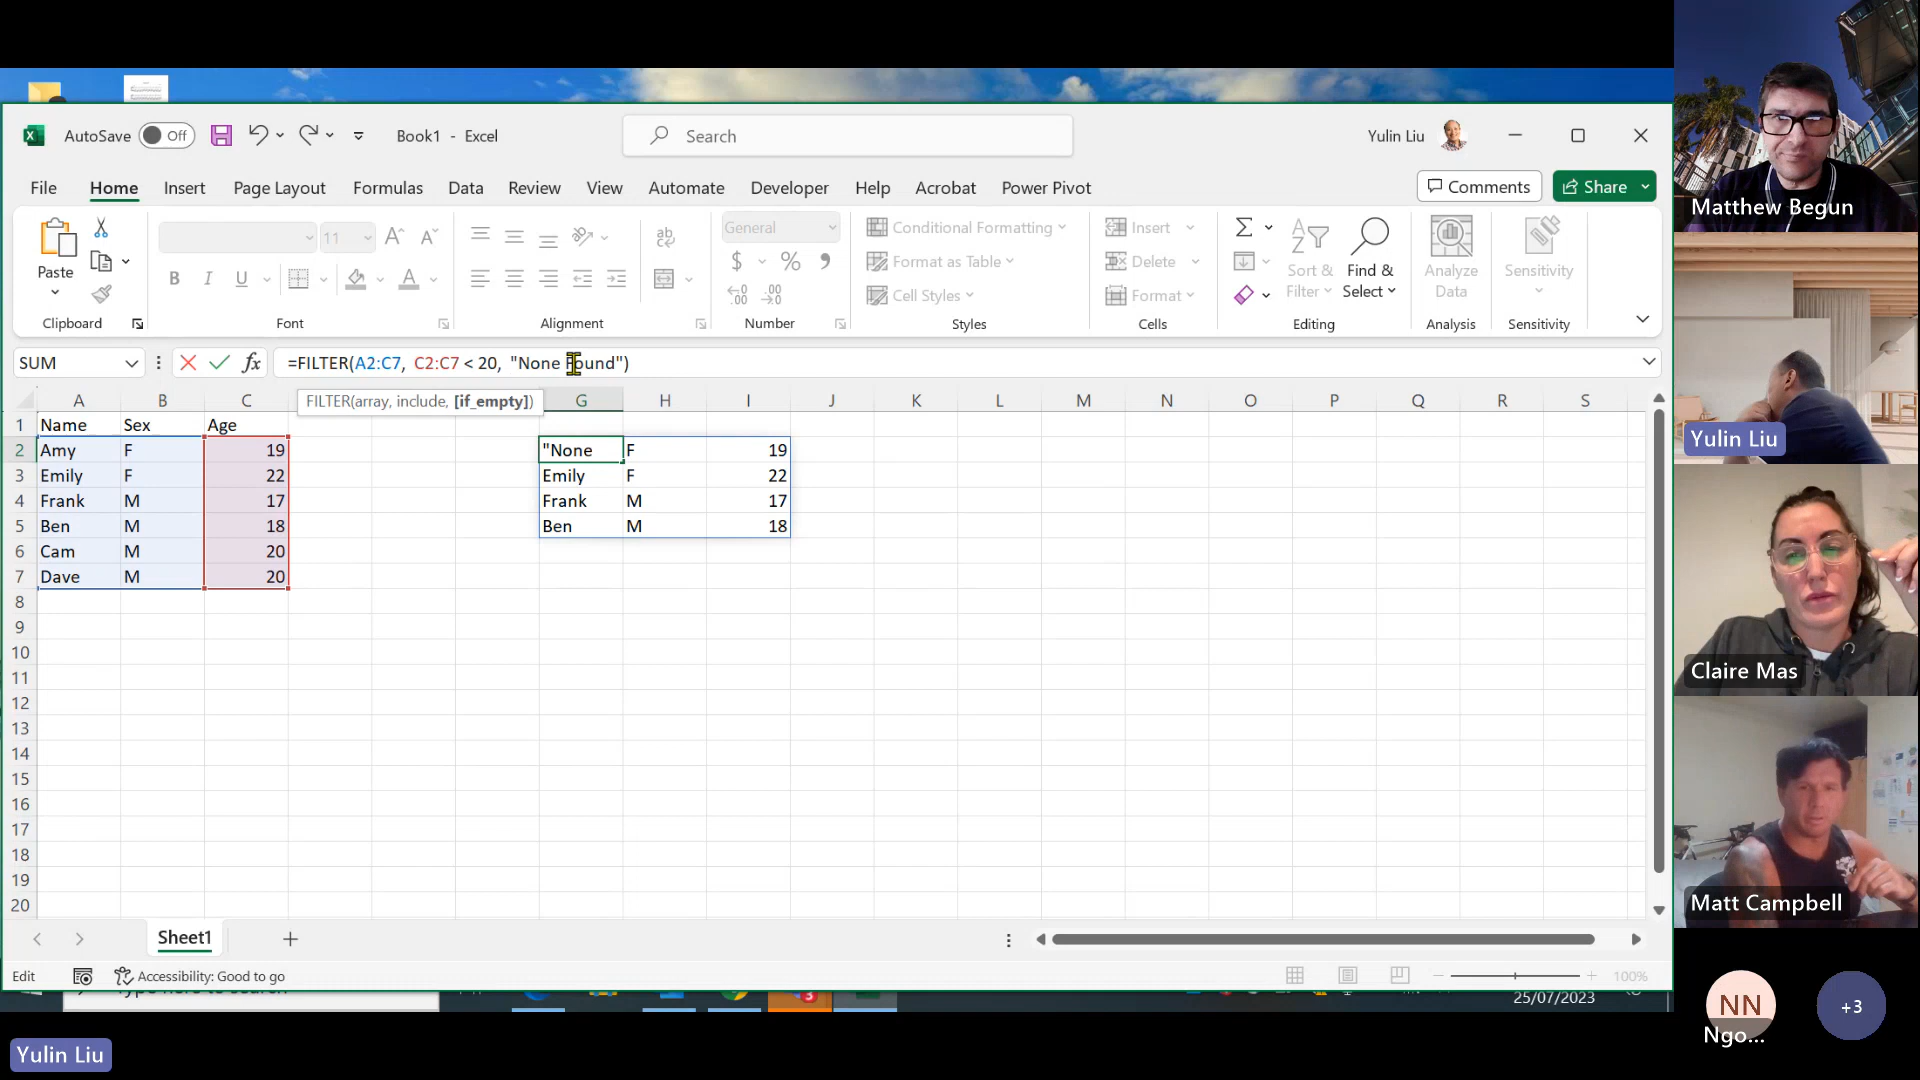 AutoSave Off Book1 - Excel Search Yulin Liu
File Home Insert Page Layout Formulas Data Review View Automate Developer Help Acrobat Power Pivot Comments Share
Paste
11
B I U
General
Conditional Formatting
Format as Table
Cell Styles
Insert
Delete
Format
Sort & Filter
Find & Select
Analyze Data
Sensitivity
Clipboard Font Alignment Number Styles Cells Editing Analysis Sensitivity
SUM fx =FILTER(A2:C7, C2:C7 < 20, "None Found")
FILTER(array, include, [if_empty])
A B C G H I J K L M N O P Q R S
1 Name Sex Age
2 Amy F 19 "None F 19
3 Emily F 22 Emily F 22
4 Frank M 17 Frank M 17
5 Ben M 18 Ben M 18
6 Cam M 20
7 Dave M 20
8
9
10
11
12
13
14
15
16
17
18
19
20
Sheet1
Edit Accessibility: Good to go 100%
25/07/2023
Yulin Liu
Matthew Begun
Yulin Liu
Claire Mas
Matt Campbell
NN
Ngo...
+3